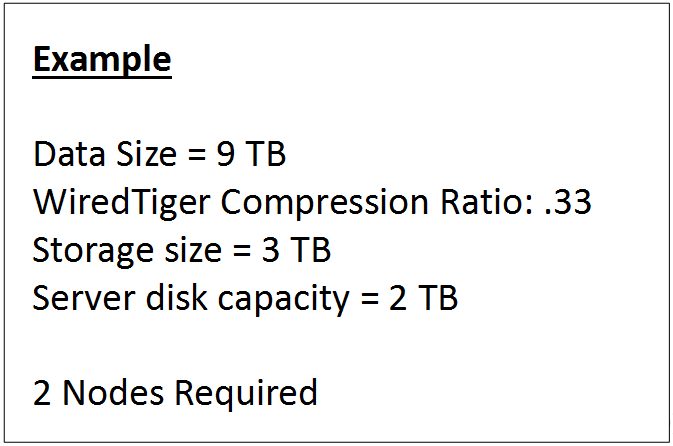 Example
Data Size = 9 TB
WiredTiger Compression Ratio: .33
Storage size = 3 TB
Server disk capacity = 2 TB
2 Nodes Required